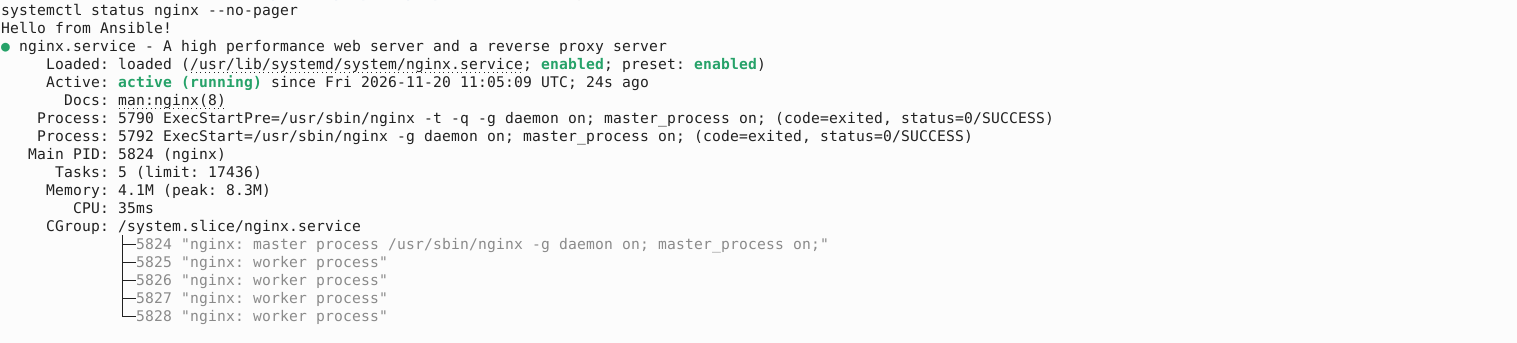 systemctl status nginx --no-pager
Hello from Ansible!
● nginx.service - A high performance web server and a reverse proxy server
     Loaded: loaded (/usr/lib/systemd/system/nginx.service; enabled; preset: enabled)
     Active: active (running) since Fri 2026-11-20 11:05:09 UTC; 24s ago
       Docs: man:nginx(8)
    Process: 5790 ExecStartPre=/usr/sbin/nginx -t -q -g daemon on; master_process on; (code=exited, status=0/SUCCESS)
    Process: 5792 ExecStart=/usr/sbin/nginx -g daemon on; master_process on; (code=exited, status=0/SUCCESS)
   Main PID: 5824 (nginx)
      Tasks: 5 (limit: 17436)
     Memory: 4.1M (peak: 8.3M)
        CPU: 35ms
     CGroup: /system.slice/nginx.service
             ├─5824 "nginx: master process /usr/sbin/nginx -g daemon on; master_process on;"
             ├─5825 "nginx: worker process"
             ├─5826 "nginx: worker process"
             ├─5827 "nginx: worker process"
             └─5828 "nginx: worker process"